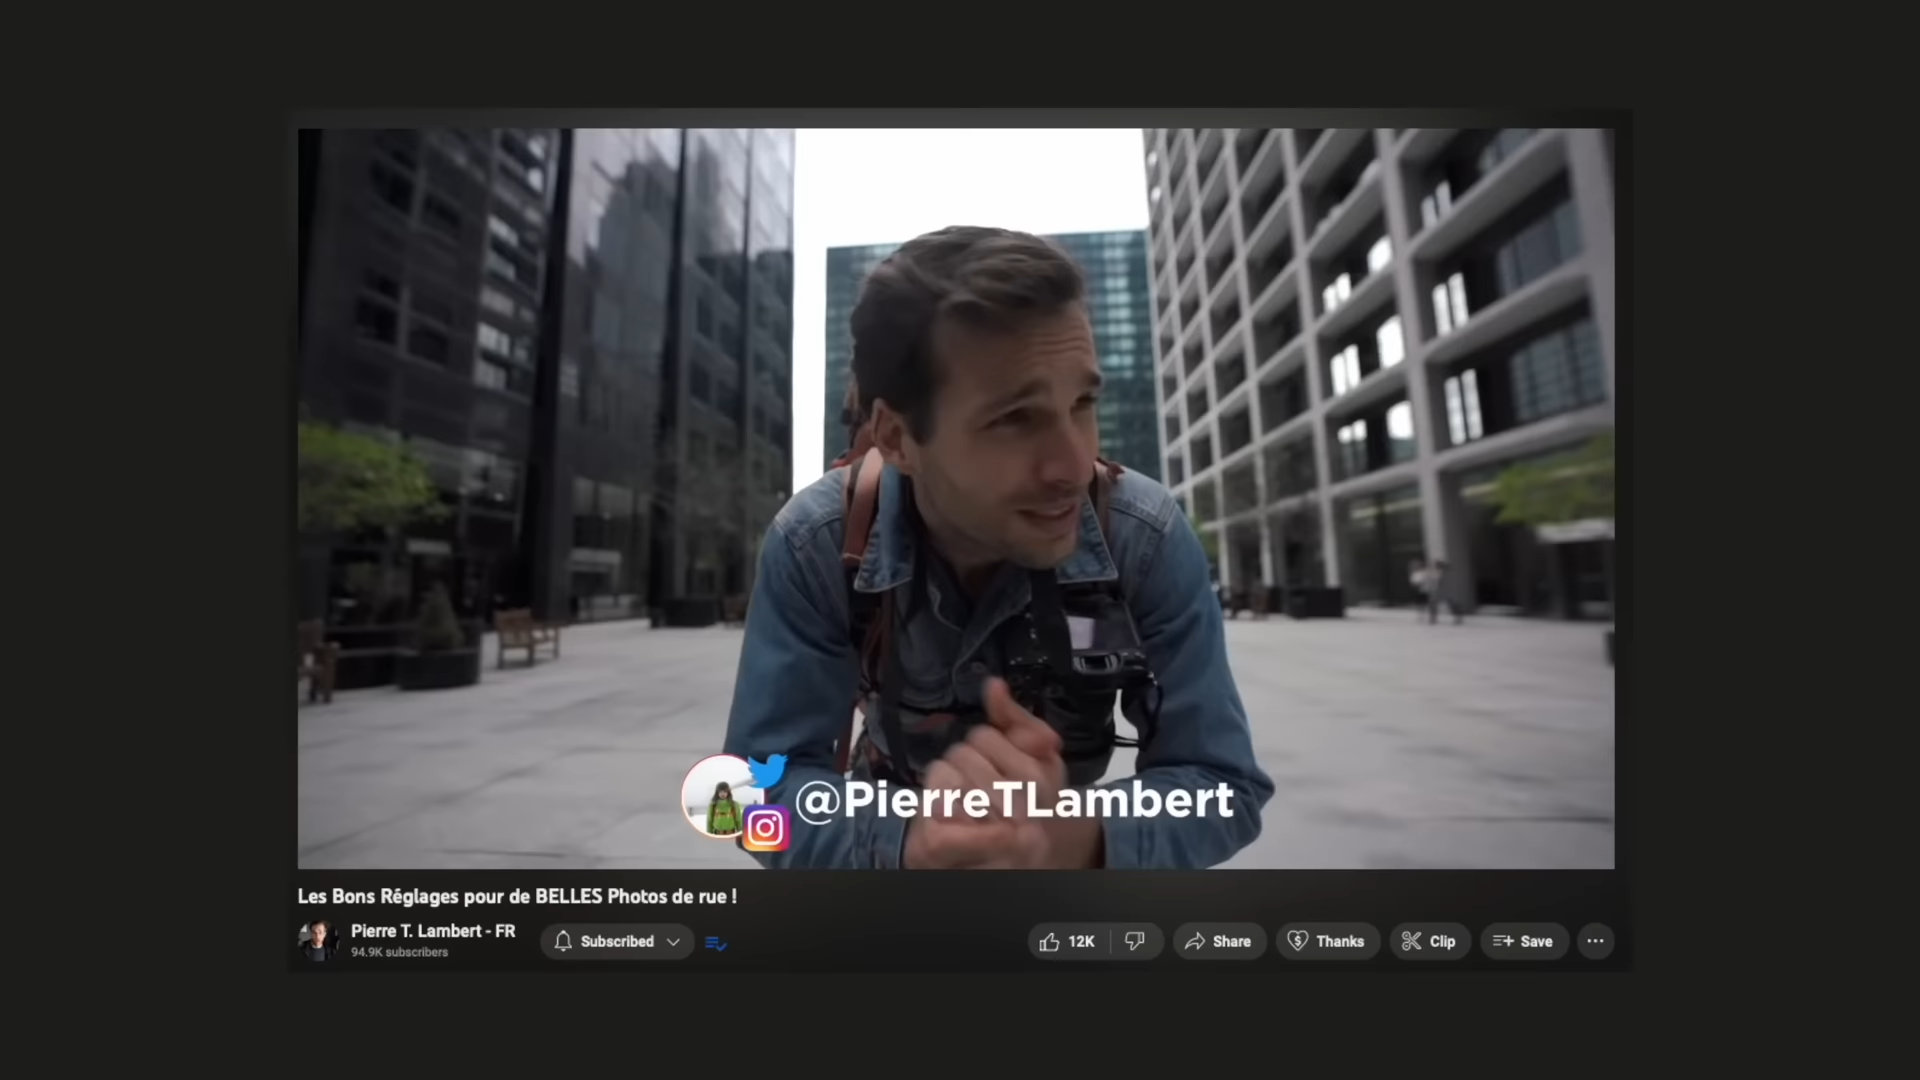 @PierreTLambert
Les Bons Réglages pour de BELLES Photos de rue !
Pierre T. Lambert - FR
94.9K subscribers
Subscribed
12K
Share
Thanks
Clip
Save